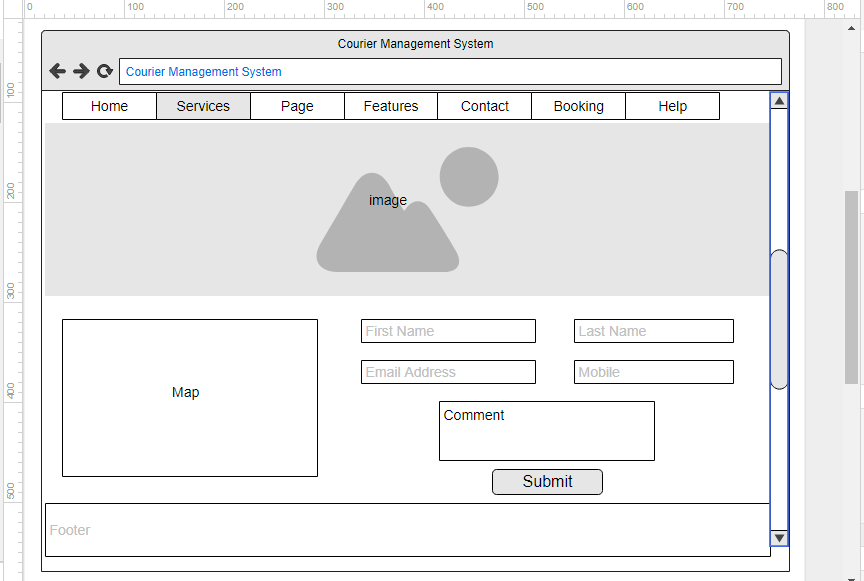 0 100 200 300 400 500 600 700 800
Courier Management System
Courier Management System
100
Home Services Page Features Contact Booking Help
200
image
300
First Name Last Name
Email Address Mobile
400
Map
Comment
Submit
500
Footer